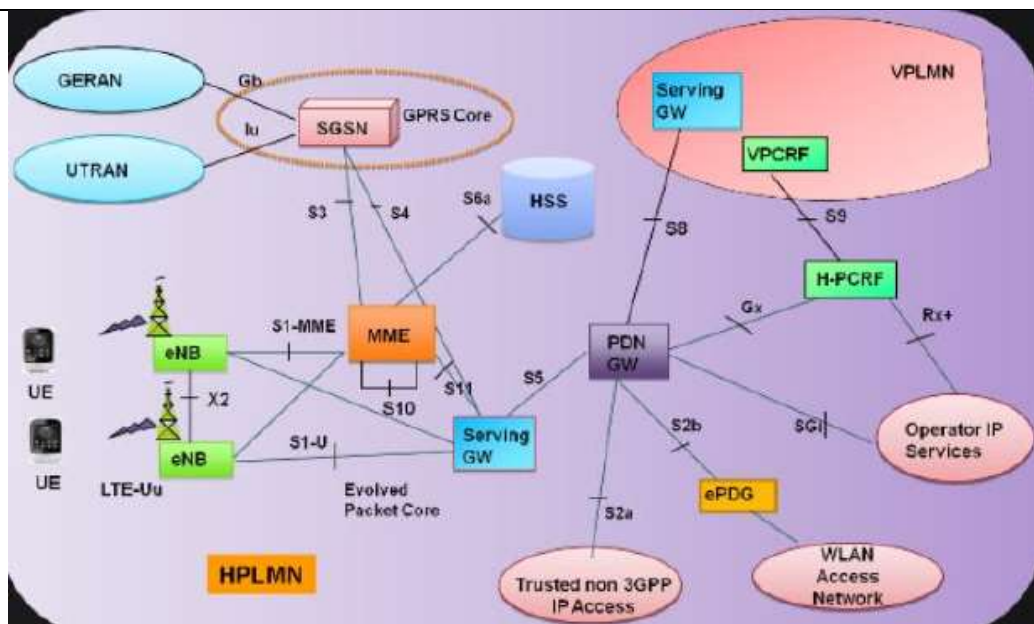 GERAN
Gb
GPRS Core
SGSN
Iu
UTRAN
Serving
GW
VPLMN
VPCRF
S3
S4
S6a
HSS
S8
S9
H-PCRF
Gx
Rx+
S1-MME
MME
eNB
UE
X2
S10
S11
S5
PDN
GW
Serving
GW
S1-U
eNB
UE
LTE-Uu
Evolved
Packet Core
SGi
Operator IP
Services
S2b
ePDG
S2a
WLAN
Access
Network
Trusted non 3GPP
IP Access
HPLMN